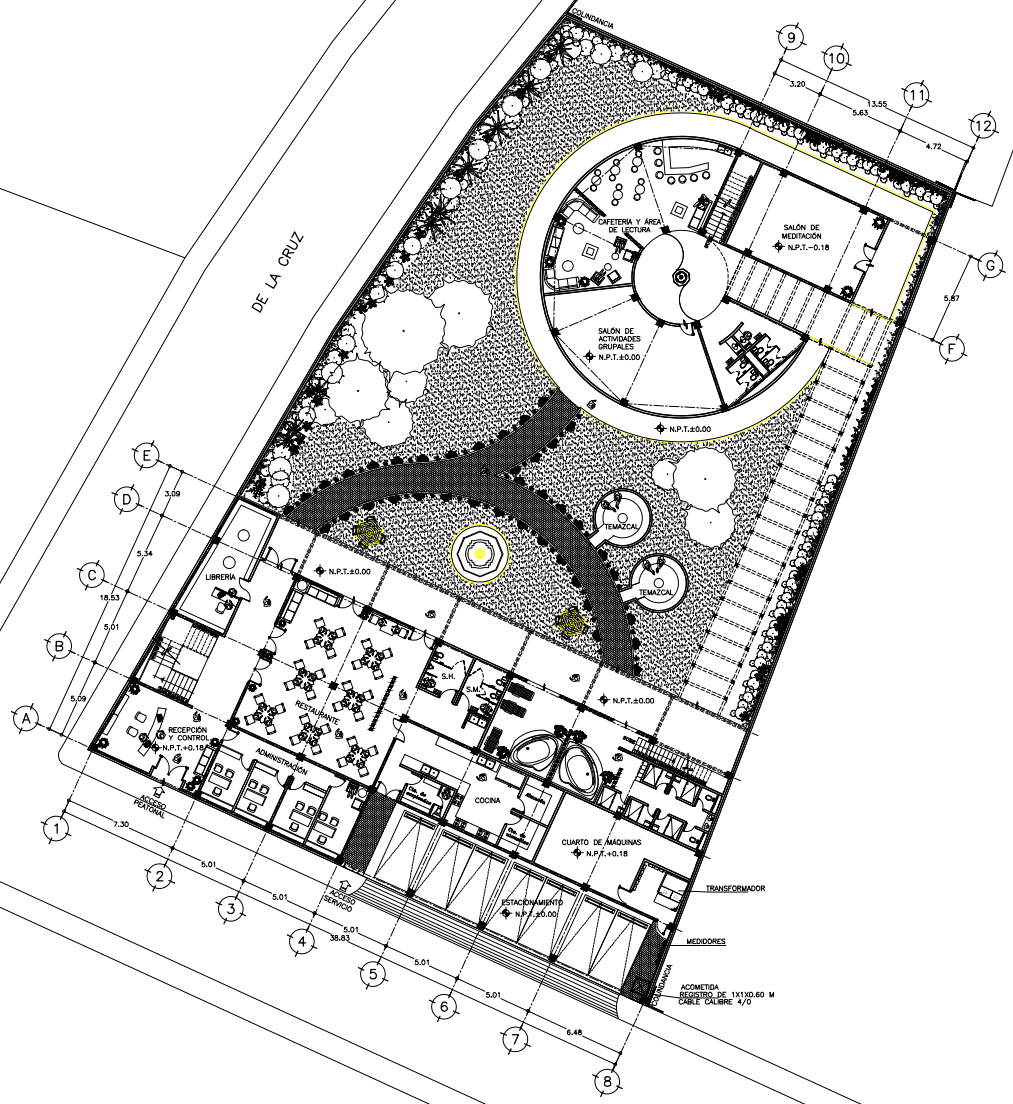 COLINDANCIA
9
10
11
12
3.20
13.55
5.63
4.72
DE LA CRUZ
CAFETERÍA Y ÁREA
DE LECTURA
SALÓN DE
MEDITACIÓN
N.P.T.-0.18
G
5.87
F
SALÓN DE
ACTIVIDADES
GRUPALES
N.P.T.±0.00
N.P.T.±0.00
E
3.09
D
5.34
C
18.53
5.01
B
5.09
A
TEMAZCAL
TEMAZCAL
LIBRERÍA
N.P.T.±0.00
S.H.
S.M.
N.P.T.±0.00
RESTAURANTE
RECEPCIÓN
Y CONTROL
N.P.T.+0.18
ADMINISTRACIÓN
COCINA
CUARTO DE MÁQUINAS
N.P.T.+0.18
ACCESO
PEATONAL
ACCESO
SERVICIO
ESTACIONAMIENTO
N.P.T.±0.00
TRANSFORMADOR
MEDIDORES
COLINDANCIA
ACOMETIDA
REGISTRO DE 1X1X0.60 M
CABLE CALIBRE 4/0
1
7.30
2
5.01
3
5.01
4
5.01
38.83
5
5.01
6
5.01
7
6.48
8